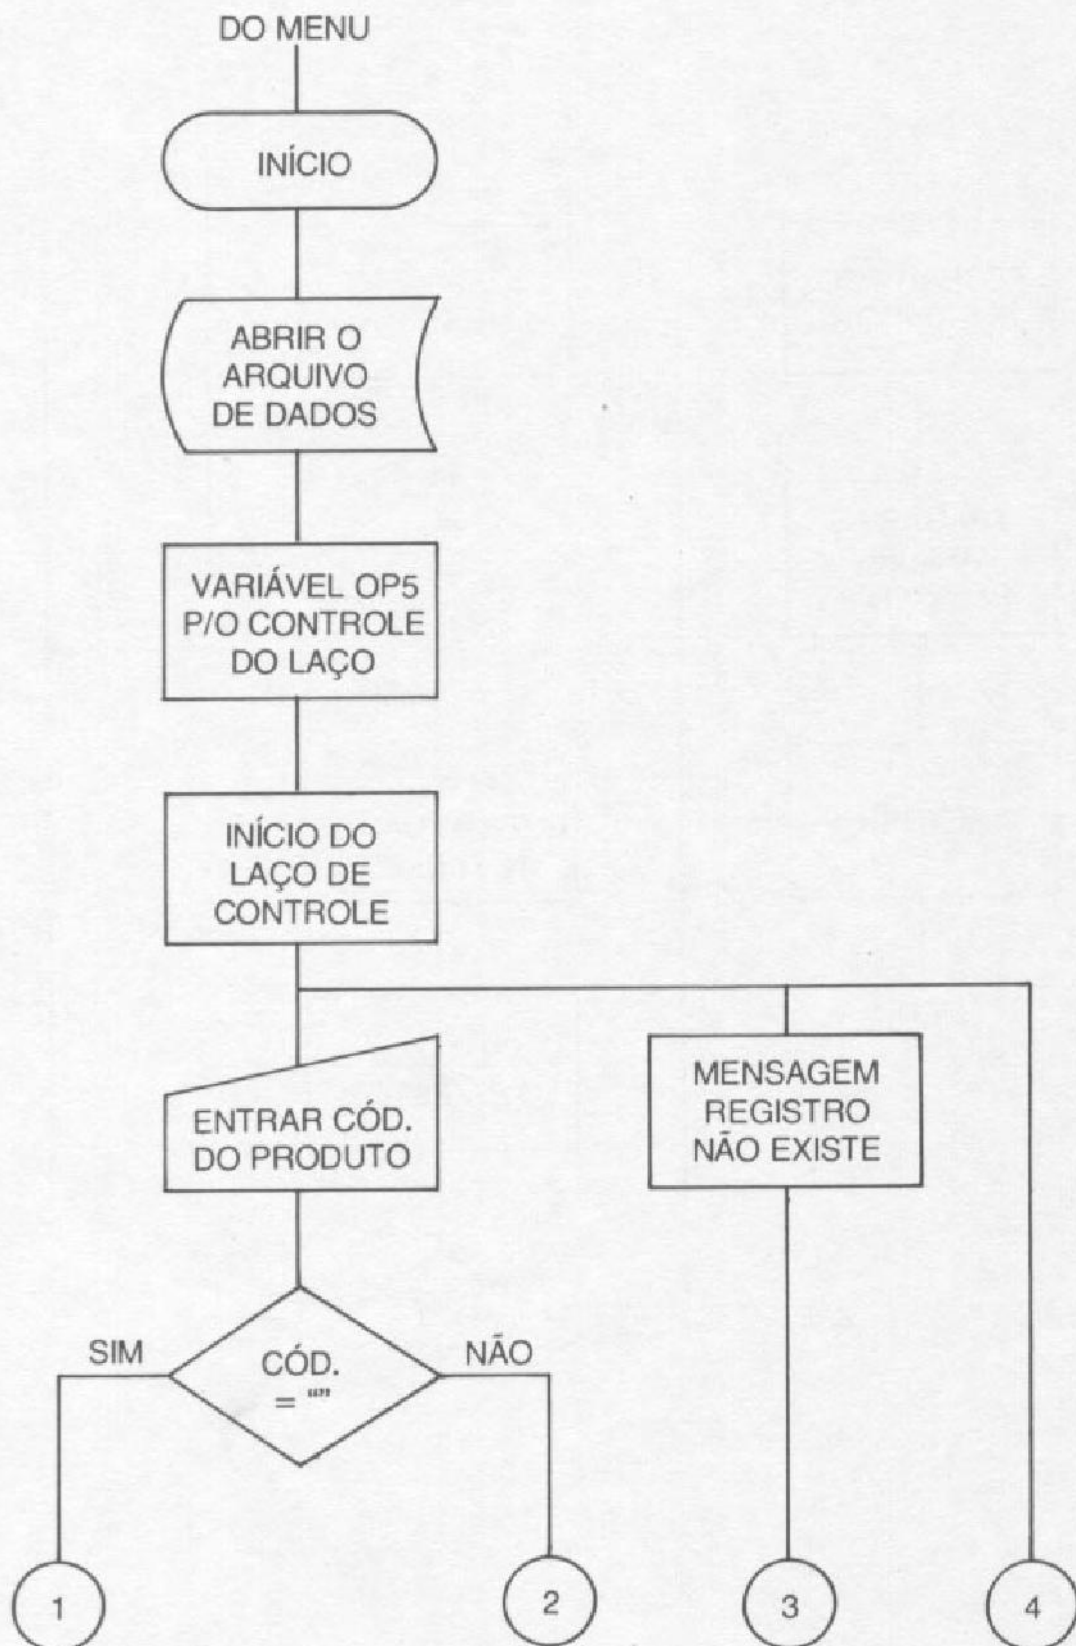 DO MENU
INÍCIO
ABRIR O
ARQUIVO
DE DADOS
VARIÁVEL OP5
P/O CONTROLE
DO LAÇO
INÍCIO DO
LAÇO DE
CONTROLE
ENTRAR CÓD.
DO PRODUTO
MENSAGEM
REGISTRO
NÃO EXISTE
SIM
CÓD.
= “”
NÃO
1
2
3
4